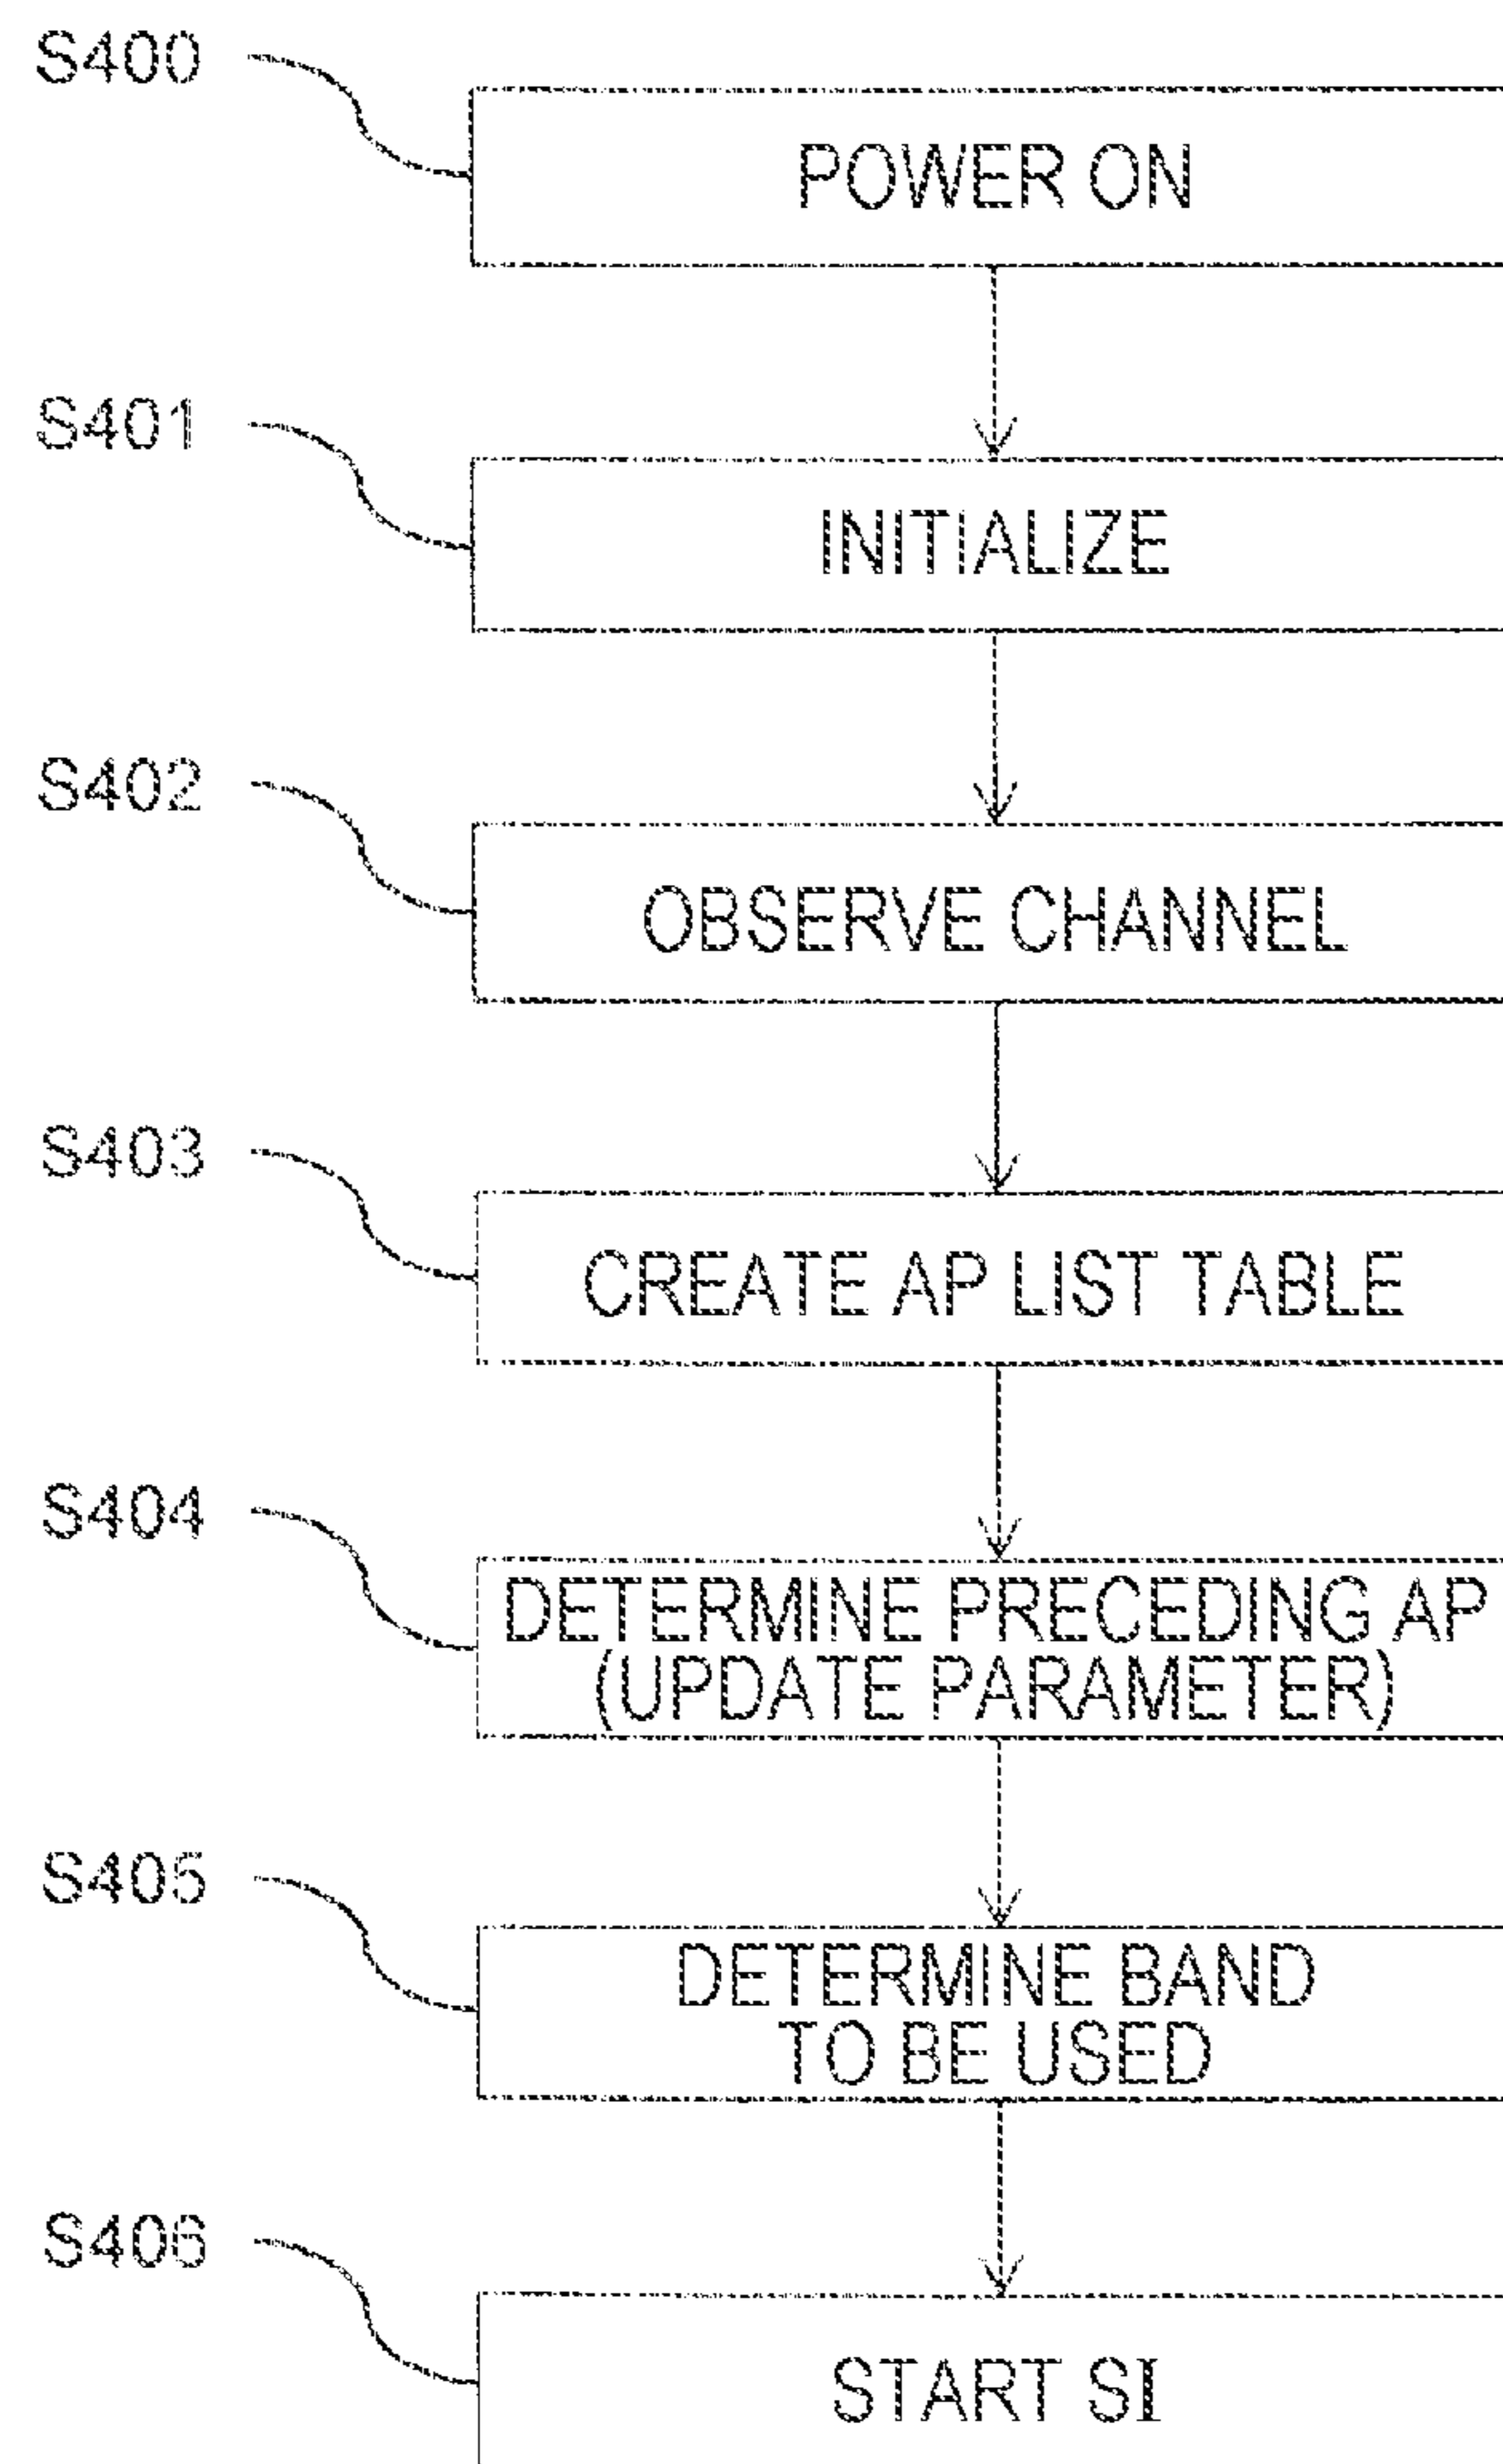 S400
POWER ON
S401
INITIALIZE
S402
OBSERVE CHANNEL
S403
CREATE AP LIST TABLE
S404
DETERMINE PRECEDING AP
(UPDATE PARAMETER)
S405
DETERMINE BAND
TO BE USED
S406
START SI